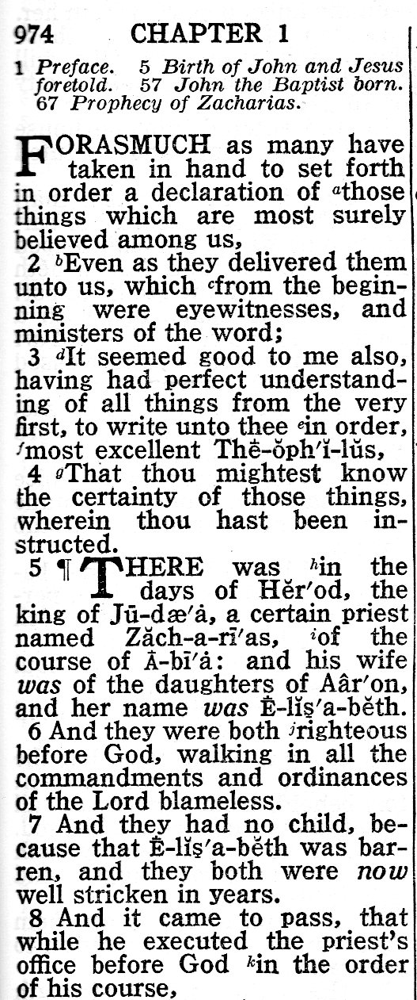 974 CHAPTER 1
1 Preface. 5 Birth of John and Jesus
foretold. 57 John the Baptist born.
67 Prophecy of Zacharias.
FORASMUCH as many have
taken in hand to set forth
in order a declaration of ᵃthose
things which are most surely
believed among us,
2 ᵇEven as they delivered them
unto us, which ᶜfrom the begin-
ning were eyewitnesses, and
ministers of the word;
3 ᵈIt seemed good to me also,
having had perfect understand-
ing of all things from the very
first, to write unto thee ᵉin order,
ᶠmost excellent Thē-ŏph′ĭ-lŭs,
4 ᵍThat thou mightest know
the certainty of those things,
wherein thou hast been in-
structed.
5 ¶ THERE was ʰin the
days of Hĕr′od, the
king of Jū-dæ′ȧ, a certain priest
named Zăch-a-rī′as, ⁱof the
course of Ȧ-bī′ȧ: and his wife
was of the daughters of Aâr′on,
and her name was Ē-lĭş′a-bĕth.
6 And they were both ʲrighteous
before God, walking in all the
commandments and ordinances
of the Lord blameless.
7 And they had no child, be-
cause that Ē-lĭş′a-bĕth was bar-
ren, and they both were now
well stricken in years.
8 And it came to pass, that
while he executed the priest's
office before God ᵏin the order
of his course,